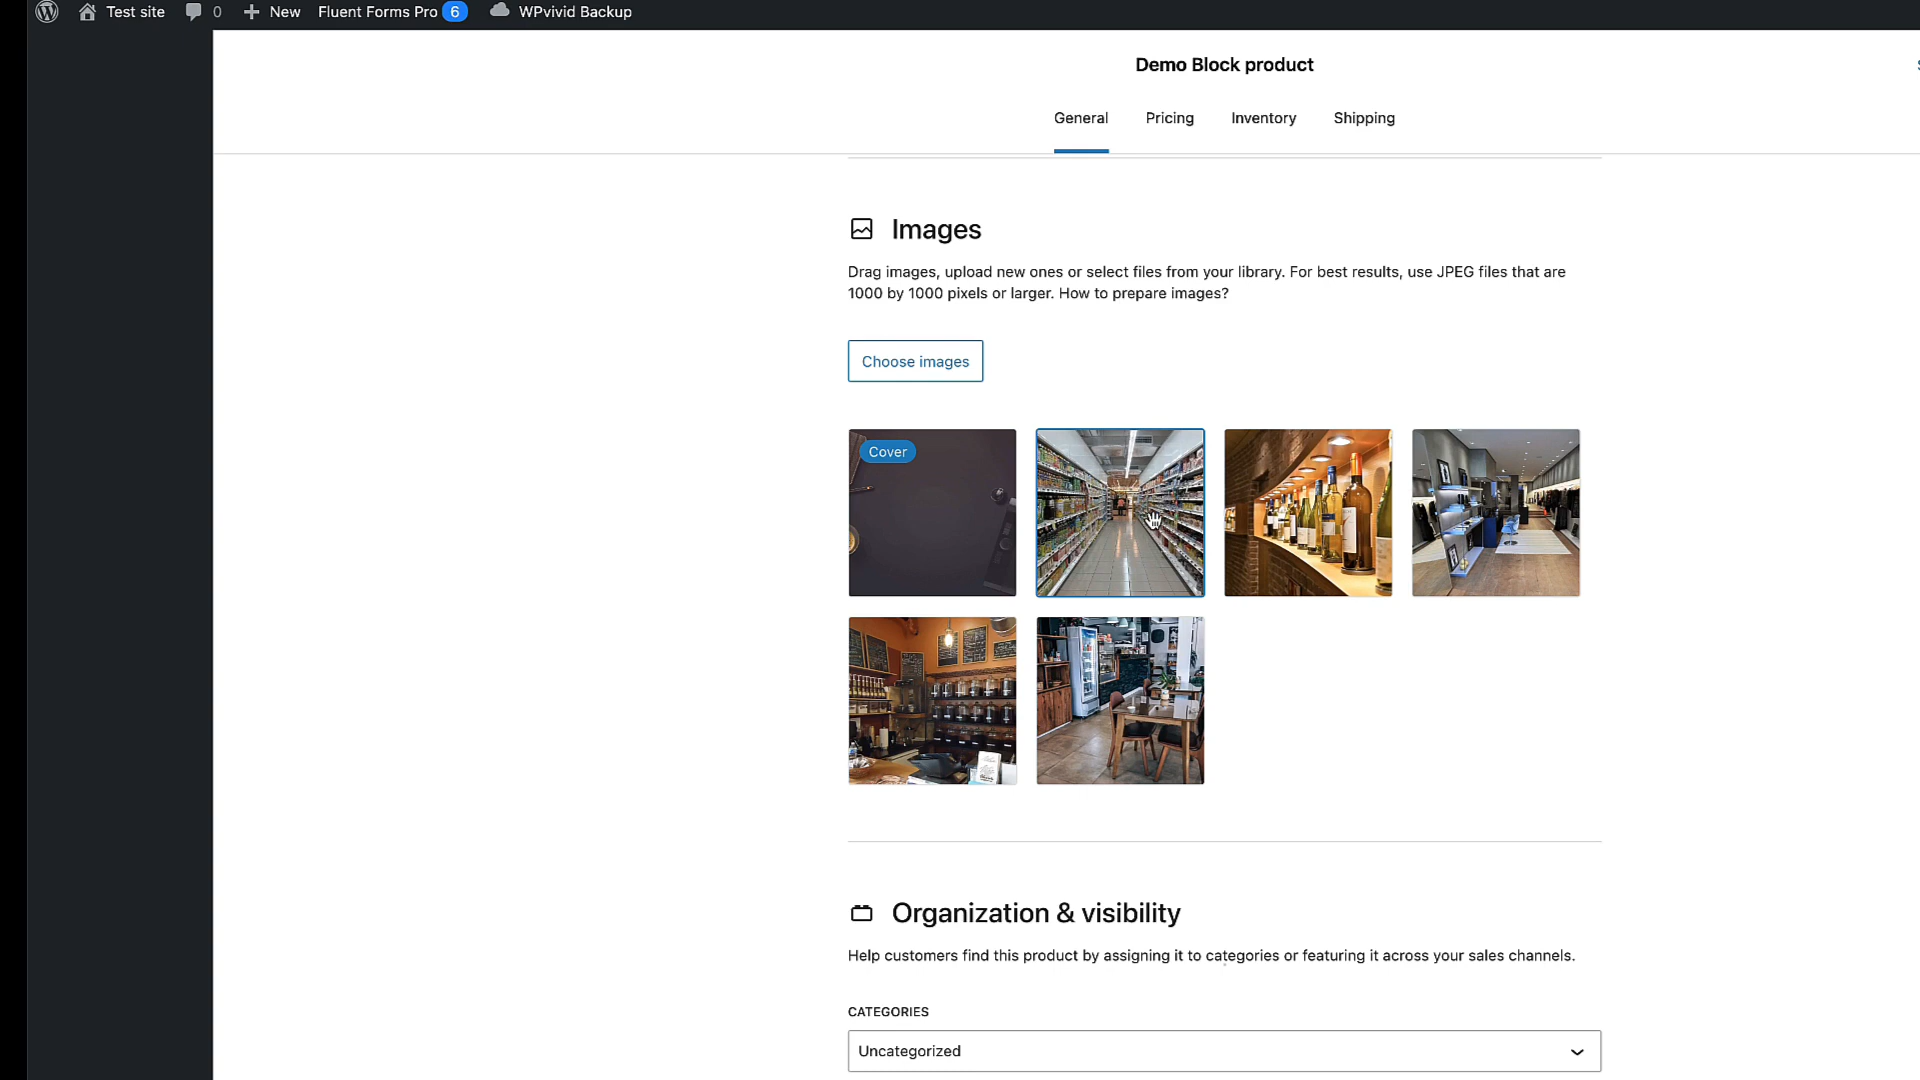 Test site 0 New Fluent Forms Pro 6 WPvivid Backup
Demo Block product
General Pricing Inventory Shipping
Images
Drag images, upload new ones or select files from your library. For best results, use JPEG files that are
1000 by 1000 pixels or larger. How to prepare images?
Choose images
Cover
Organization & visibility
Help customers find this product by assigning it to categories or featuring it across your sales channels.
CATEGORIES
Uncategorized